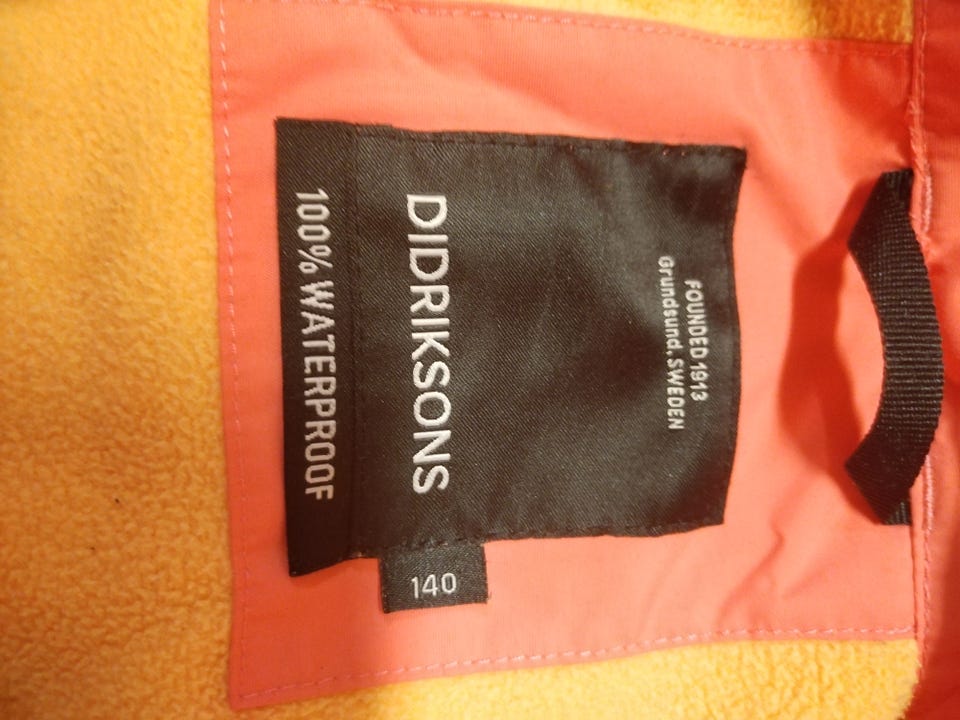 FOUNDED 1913
Grundsund, SWEDEN
DIDRIKSONS
100% WATERPROOF
140